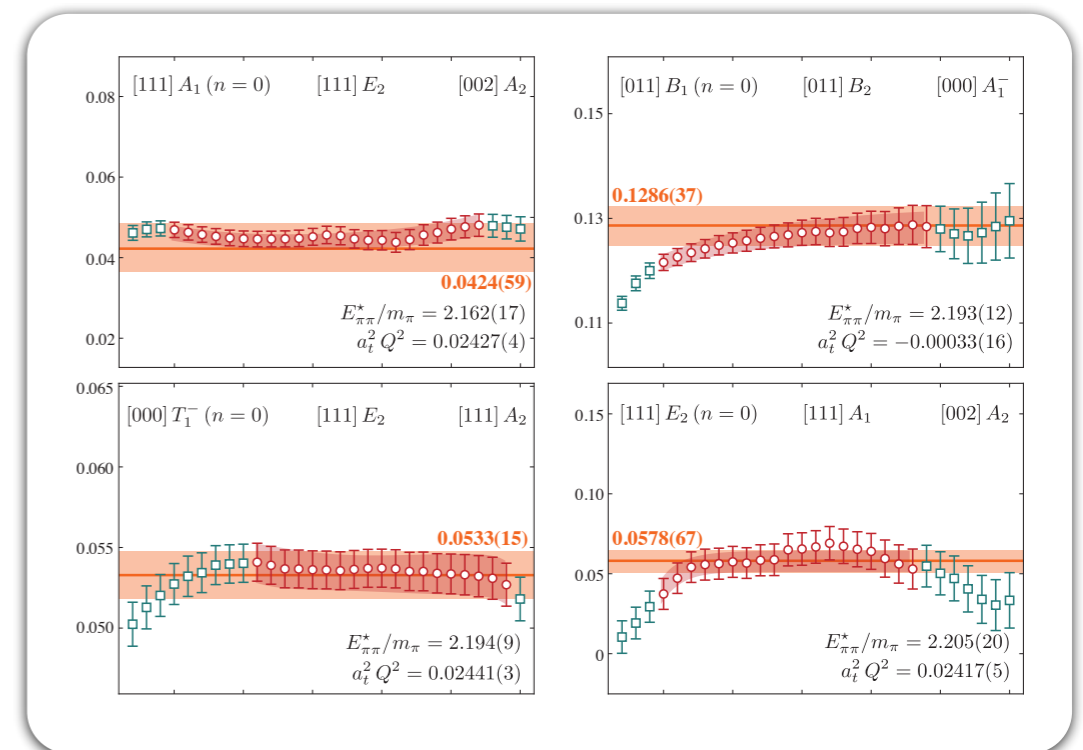 [111] A₁ (n = 0) [111] E₂ [002] A₂
0.08
0.06
0.04
0.02
0.0424(59)
E⋆ππ/mπ = 2.162(17)
aₜ² Q² = 0.02427(4)
[011] B₁ (n = 0) [011] B₂ [000] A₁⁻
0.15
0.13
0.11
0.1286(37)
E⋆ππ/mπ = 2.193(12)
aₜ² Q² = −0.00033(16)
0.065
[000] T₁⁻ (n = 0) [111] E₂ [111] A₂
0.060
0.055
0.050
0.0533(15)
E⋆ππ/mπ = 2.194(9)
aₜ² Q² = 0.02441(3)
[111] E₂ (n = 0) [111] A₁ [002] A₂
0.15
0.10
0.05
0
0.0578(67)
E⋆ππ/mπ = 2.205(20)
aₜ² Q² = 0.02417(5)